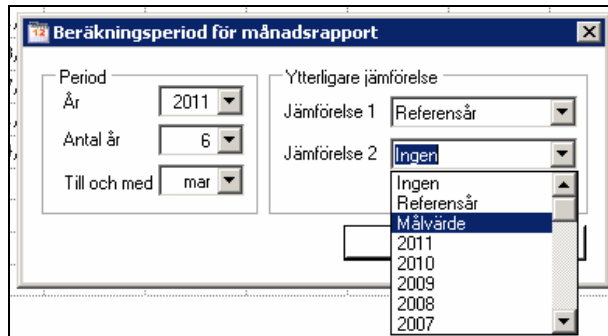 Beräkningsperiod för månadsrapport
Period
År 2011
Antal år 6
Till och med mar
Ytterligare jämförelse
Jämförelse 1 Referensår
Jämförelse 2 Ingen
Ingen
Referensår
Målvärde
2011
2010
2009
2008
2007